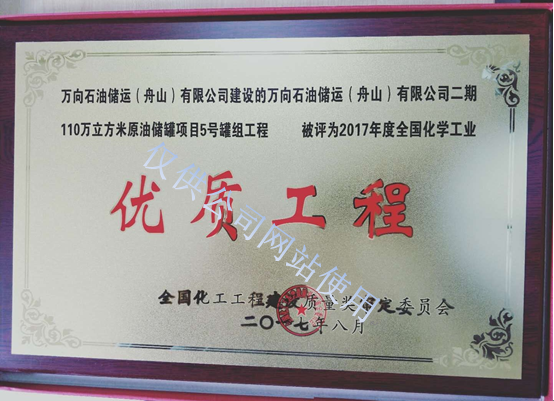 万向石油储运（舟山）有限公司建设的万向石油储运（舟山）有限公司二期
110万立方米原油储罐项目5号罐组工程 被评为2017年度全国化学工业
优质工程
全国化工工程建设质量奖审定委员会
二〇一七年八月
仅供公司网站使用